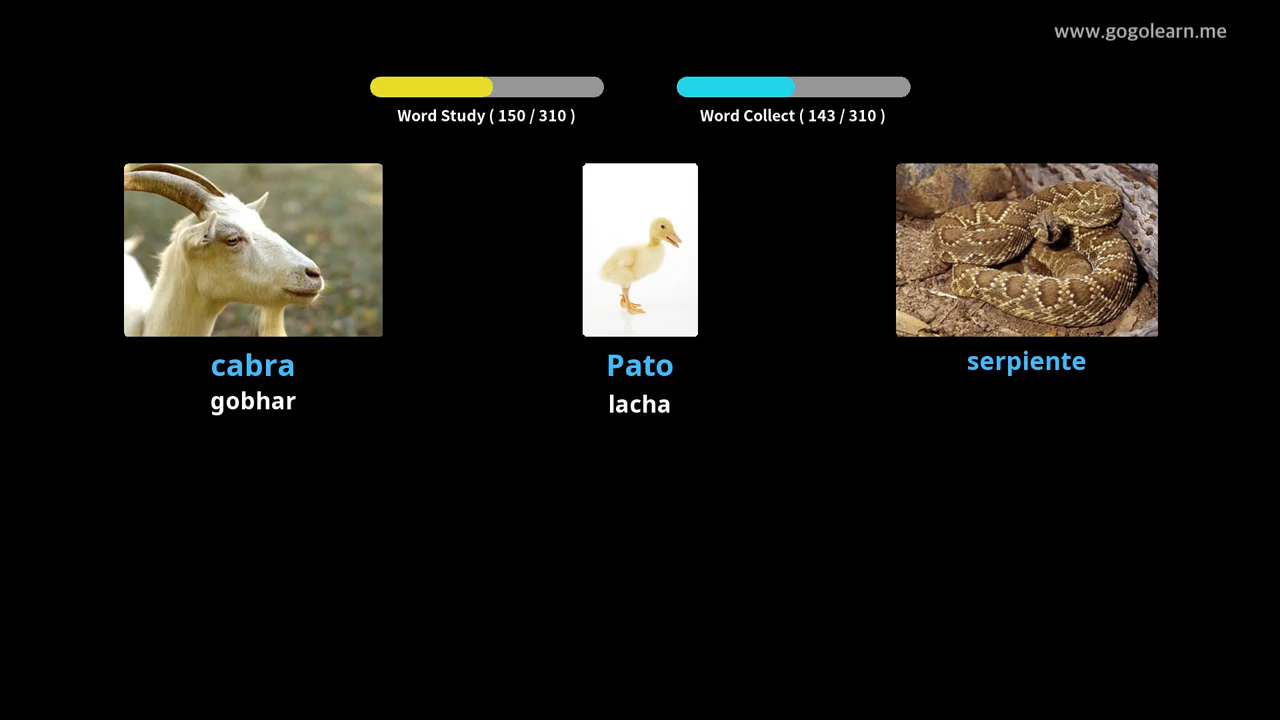 www.gogolearn.me
Word Study ( 150 / 310 )
Word Collect ( 143 / 310 )
cabra
gobhar
Pato
lacha
serpiente